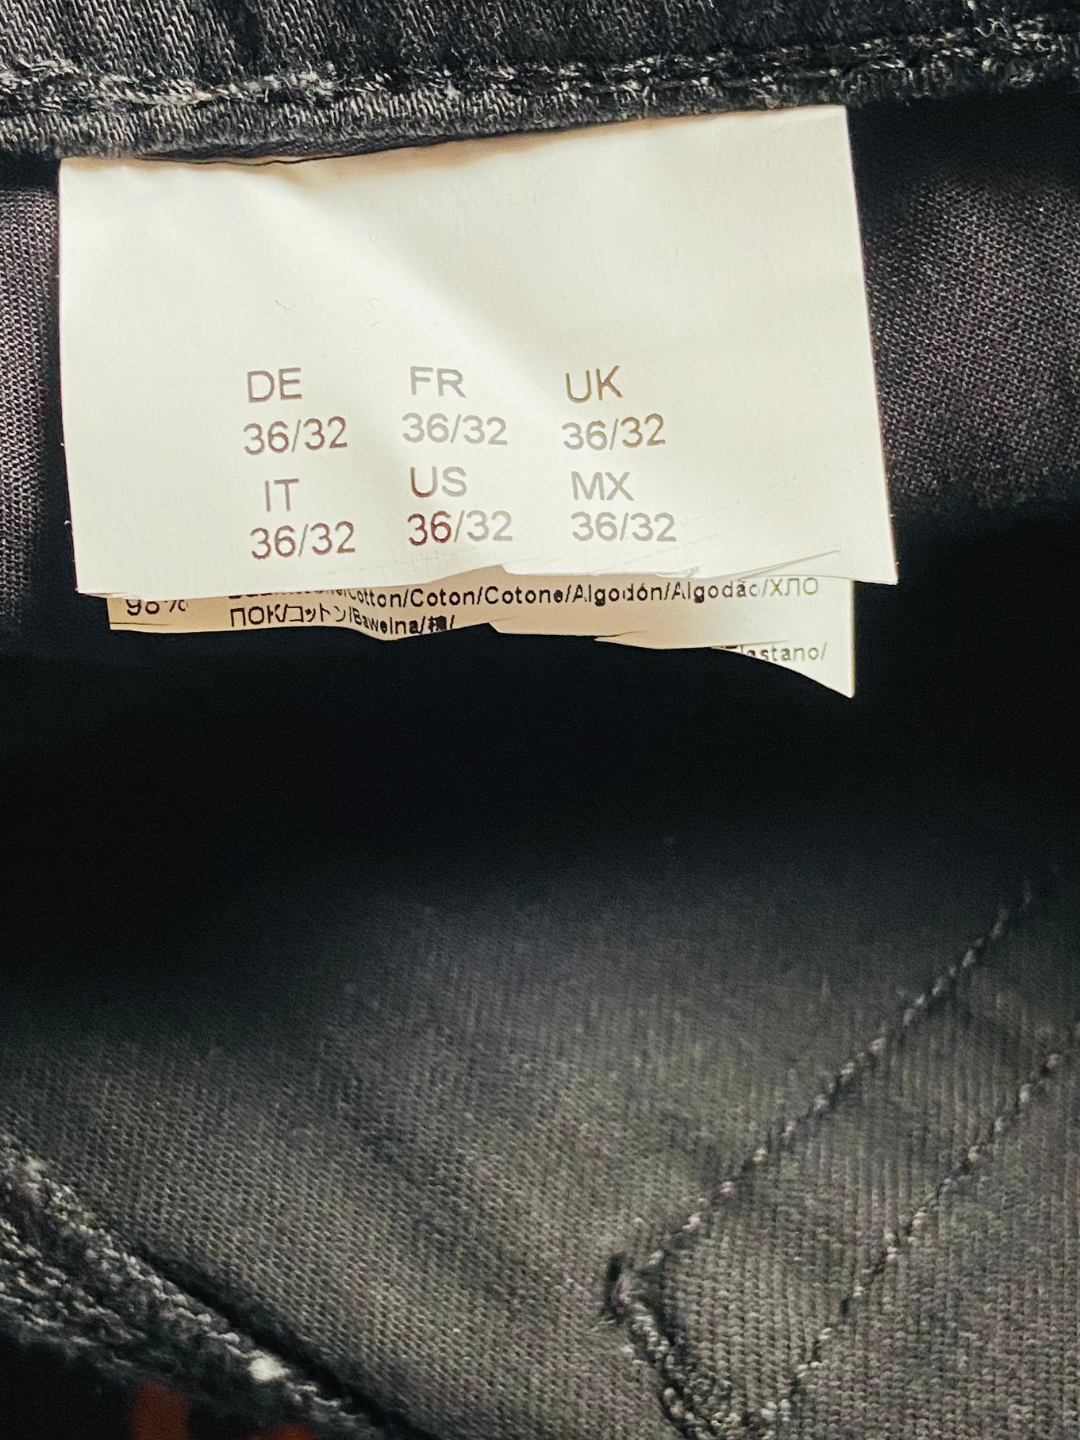 DE FR UK
36/32 36/32 36/32
IT US MX
36/32 36/32 36/32
98% Cotton/Coton/Cotone/Algodón/Algodão/ХЛО
ПОК/コットン/Bawełna/棉/